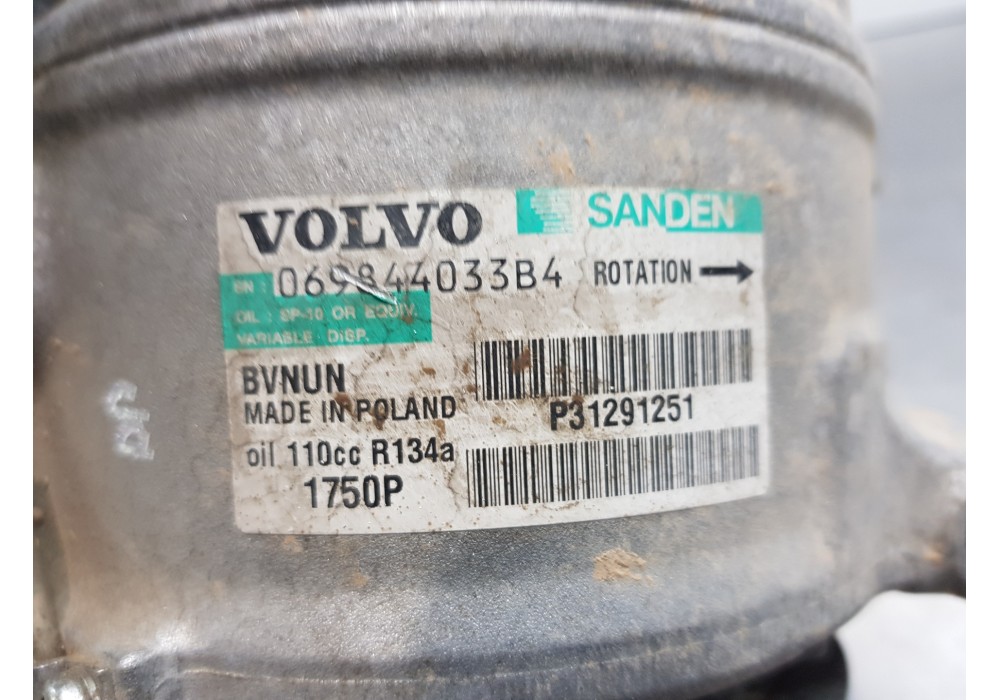 VOLVO SANDEN
SN : 069844033B4 ROTATION
OIL : SP-10 OR EQUIV.
VARIABLE DISP.
BVNUN
MADE IN POLAND
P31291251
oil 110cc R134a
1750P